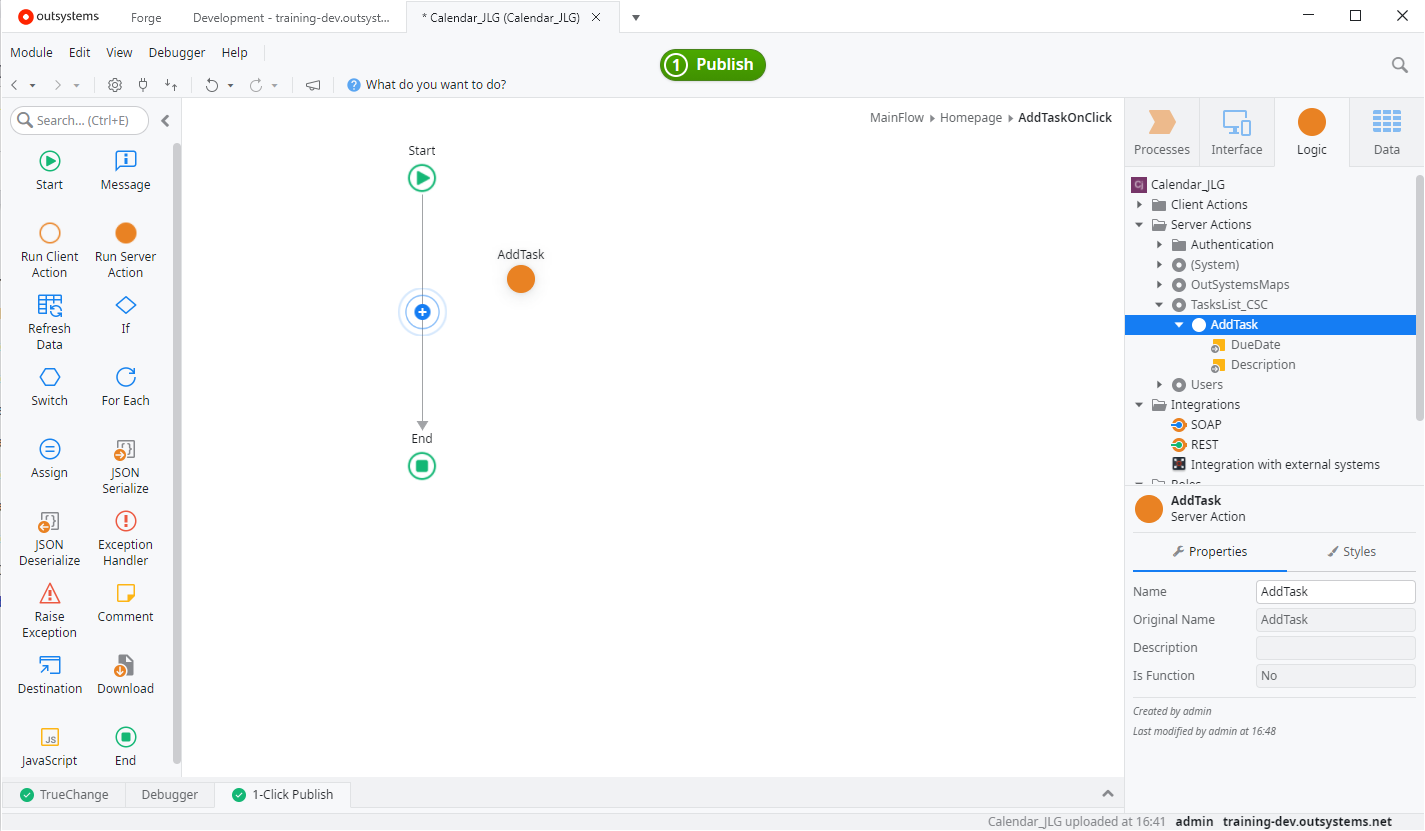 outsystems
Forge
Development - training-dev.outsyst...
* Calendar_JLG (Calendar_JLG)
Module Edit View Debugger Help
1 Publish
What do you want to do?
Search... (Ctrl+E)
Start
Message
Run Client
Action
Run Server
Action
Refresh
Data
If
Switch
For Each
Assign
JSON
Serialize
JSON
Deserialize
Exception
Handler
Raise
Exception
Comment
Destination
Download
JS
JavaScript
End
MainFlow Homepage AddTaskOnClick
Start
AddTask
End
Processes
Interface
Logic
Data
Calendar_JLG
Client Actions
Server Actions
Authentication
(System)
OutSystemsMaps
TasksList_CSC
AddTask
DueDate
Description
Users
Integrations
SOAP
REST
Integration with external systems
Roles
AddTask
Server Action
Properties
Styles
Name AddTask
Original Name AddTask
Description
Is Function No
Created by admin
Last modified by admin at 16:48
TrueChange
Debugger
1-Click Publish
Calendar_JLG uploaded at 16:41 admin training-dev.outsystems.net